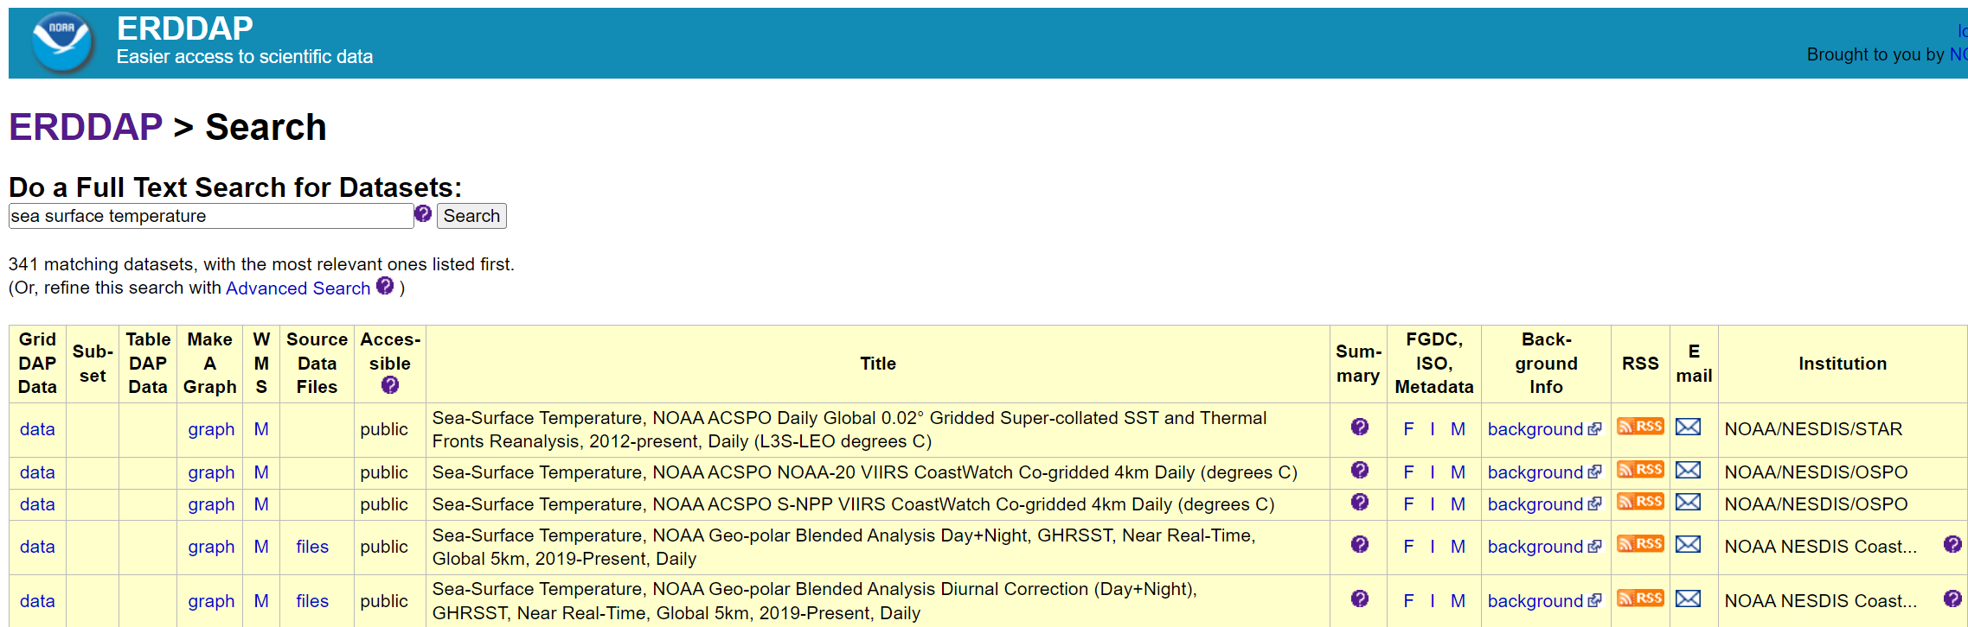 NOAA
ERDDAP
Easier access to scientific data
Brought to you by
ERDDAP > Search
Do a Full Text Search for Datasets:
sea surface temperature ? Search
341 matching datasets, with the most relevant ones listed first.
(Or, refine this search with Advanced Search ? )
Grid DAP Data
Sub-set
Table DAP Data
Make A Graph
W M S
Source Data Files
Acces-sible ?
Title
Sum-mary
FGDC, ISO, Metadata
Back-ground Info
RSS
E mail
Institution
data graph M public Sea-Surface Temperature, NOAA ACSPO Daily Global 0.02° Gridded Super-collated SST and Thermal
Fronts Reanalysis, 2012-present, Daily (L3S-LEO degrees C) ? F I M background RSS NOAA/NESDIS/STAR
data graph M public Sea-Surface Temperature, NOAA ACSPO NOAA-20 VIIRS CoastWatch Co-gridded 4km Daily (degrees C) ? F I M background RSS NOAA/NESDIS/OSPO
data graph M public Sea-Surface Temperature, NOAA ACSPO S-NPP VIIRS CoastWatch Co-gridded 4km Daily (degrees C) ? F I M background RSS NOAA/NESDIS/OSPO
data graph M files public Sea-Surface Temperature, NOAA Geo-polar Blended Analysis Day+Night, GHRSST, Near Real-Time,
Global 5km, 2019-Present, Daily ? F I M background RSS NOAA NESDIS Coast... ?
data graph M files public Sea-Surface Temperature, NOAA Geo-polar Blended Analysis Diurnal Correction (Day+Night),
GHRSST, Near Real-Time, Global 5km, 2019-Present, Daily ? F I M background RSS NOAA NESDIS Coast... ?